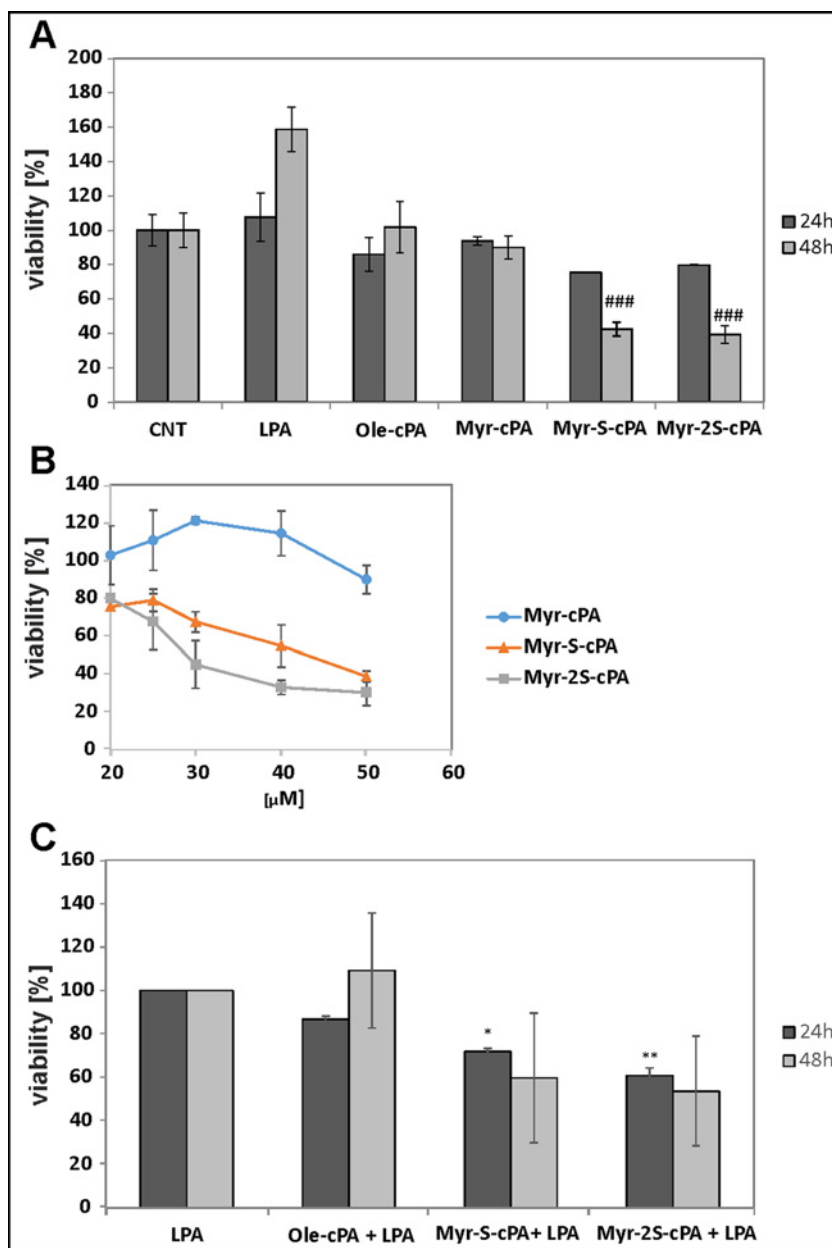 A
200
180
160
140
120
100
80
60
40
20
0
viability [%]
###
###
24h
48h
CNT LPA Ole-cPA Myr-cPA Myr-S-cPA Myr-2S-cPA
B
140
120
100
80
60
40
20
0
viability [%]
20 30 40 50 60
[µM]
Myr-cPA
Myr-S-cPA
Myr-2S-cPA
C
160
140
120
100
80
60
40
20
0
viability [%]
*
**
24h
48h
LPA Ole-cPA + LPA Myr-S-cPA+ LPA Myr-2S-cPA + LPA